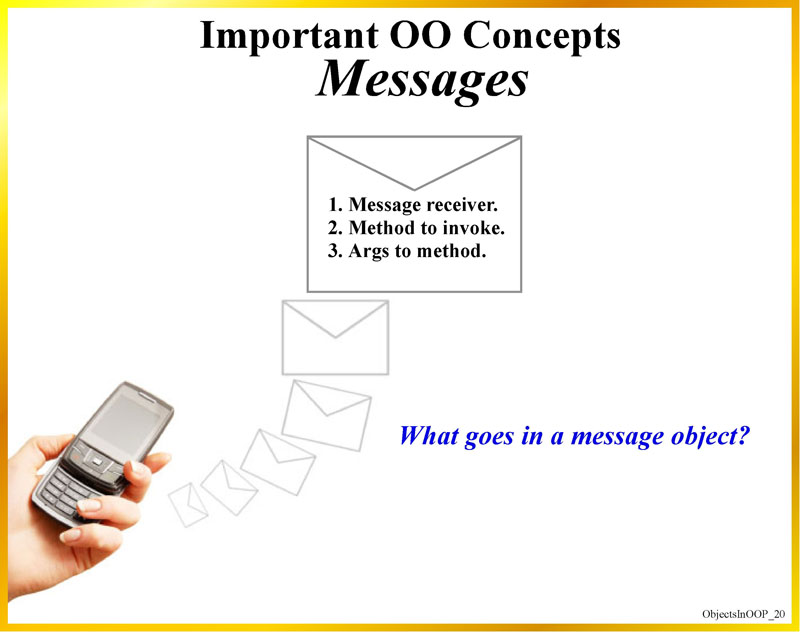 Important OO Concepts
Messages
1. Message receiver.
2. Method to invoke.
3. Args to method.
What goes in a message object?
ObjectsInOOP_20